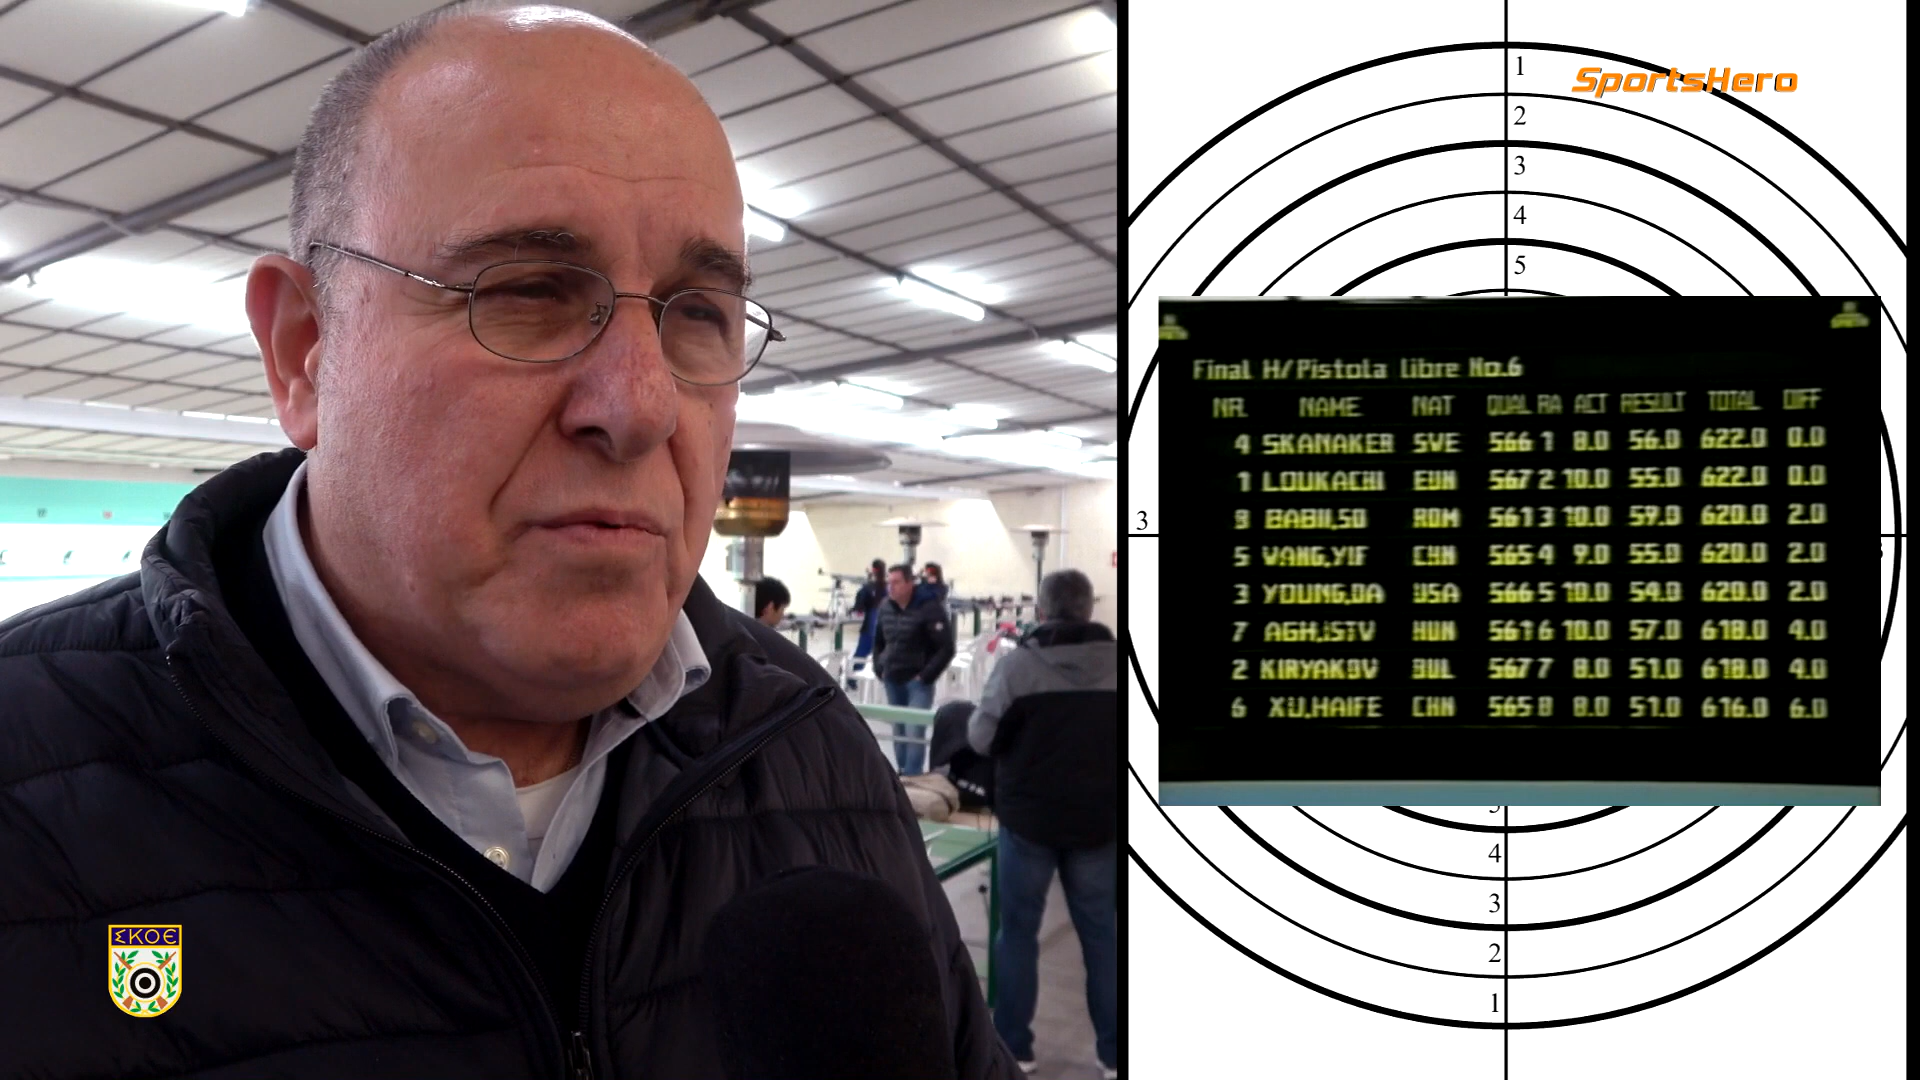 SportsHero
1
2
3
4
5
3
Final H/Pistola libre No.6
NR. NAME NAT QUAL RA ACT RESULT TOTAL DIFF
4 SKANAKER SVE 566 1 8.0 56.0 622.0 0.0
1 LOUKACHI EUN 567 2 10.0 55.0 622.0 0.0
8 BABII,SO ROM 561 3 10.0 59.0 620.0 2.0
5 WANG,YIF CHN 565 4 9.0 55.0 620.0 2.0
3 YOUNG,DA USA 566 5 10.0 54.0 620.0 2.0
7 AGH,ISTV HUN 561 6 10.0 57.0 618.0 4.0
2 KIRYAKOV BUL 567 7 8.0 51.0 618.0 4.0
6 XU,HAIFE CHN 565 8 8.0 51.0 616.0 6.0
4
3
2
1
ΣΚΟΕ